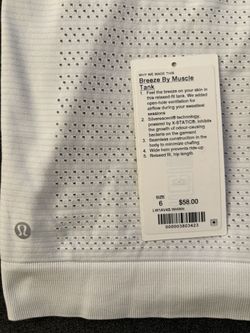 WHY WE MADE THIS
Breeze By Muscle
Tank
1. Feel the breeze on your skin in
this relaxed-fit tank. We added
open-hole ventilation for
airflow during your sweatiest
sessions
2. Silverescent® technology,
powered by X-STATIC®, inhibits
the growth of odour-causing
bacteria on the garment
3. Seamless construction in the
body to minimize chafing
4. Wide hem prevents ride-up
5. Relaxed fit, hip length
SIZE
6 $58.00